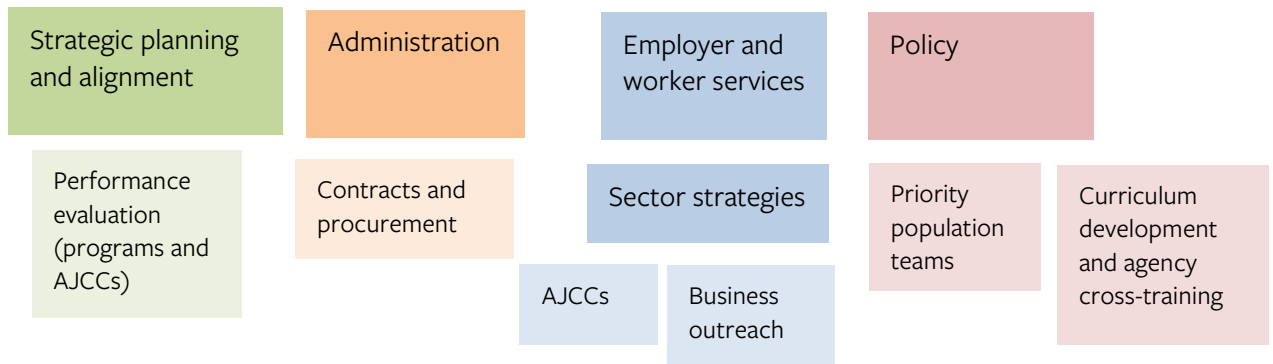 Strategic planning
and alignment
Administration
Employer and
worker services
Policy
Performance
evaluation
(programs and
AJCCs)
Contracts and
procurement
Sector strategies
AJCCs
Business
outreach
Priority
population
teams
Curriculum
development
and agency
cross-training